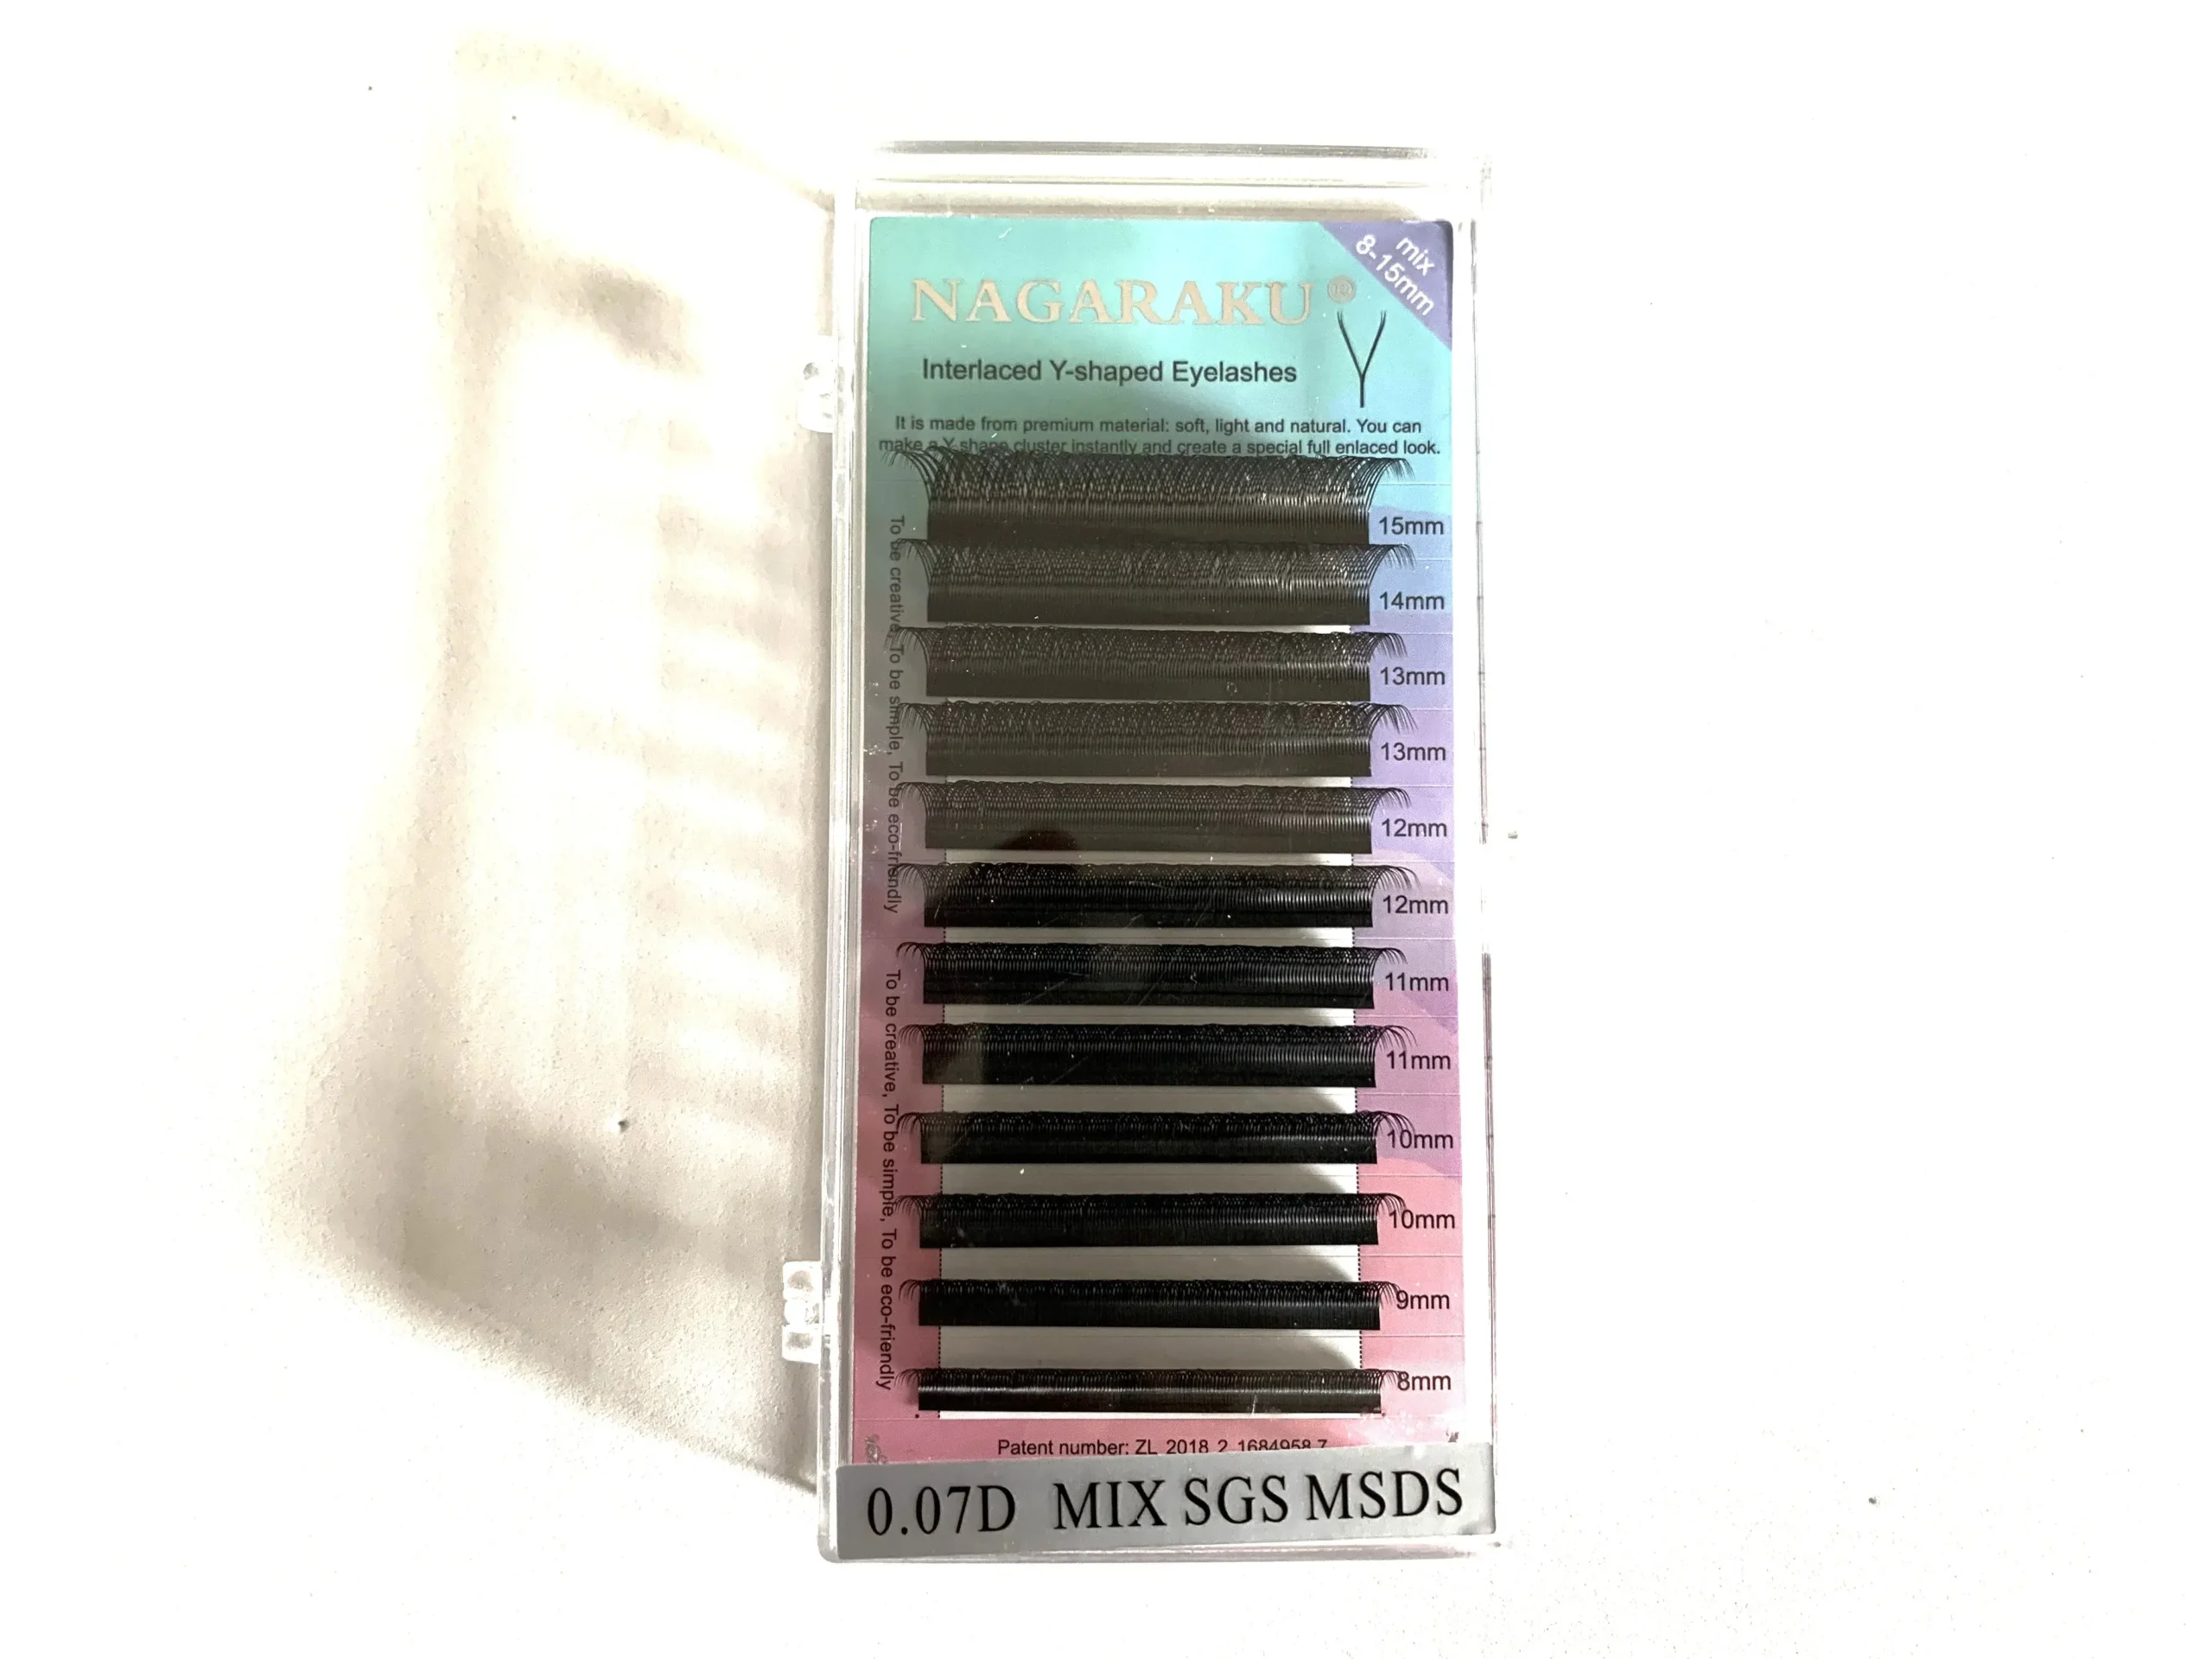 mix
8-15mm
NAGARAKU®
Interlaced Y-shaped Eyelashes
It is made from premium material: soft, light and natural. You can
make a Y shape cluster instantly and create a special full enlaced look.
15mm
14mm
13mm
13mm
12mm
12mm
11mm
11mm
10mm
10mm
9mm
8mm
To be creative, To be simple, To be eco-friendly
To be creative, To be simple, To be eco-friendly
Patent number: ZL 2018 2 1684958.7
0.07D MIX SGS MSDS